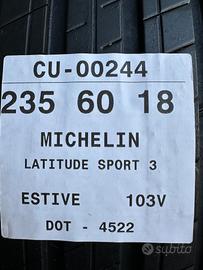 CU-00244
235 60 18
MICHELIN
LATITUDE SPORT 3
ESTIVE 103V
DOT - 4522
subito